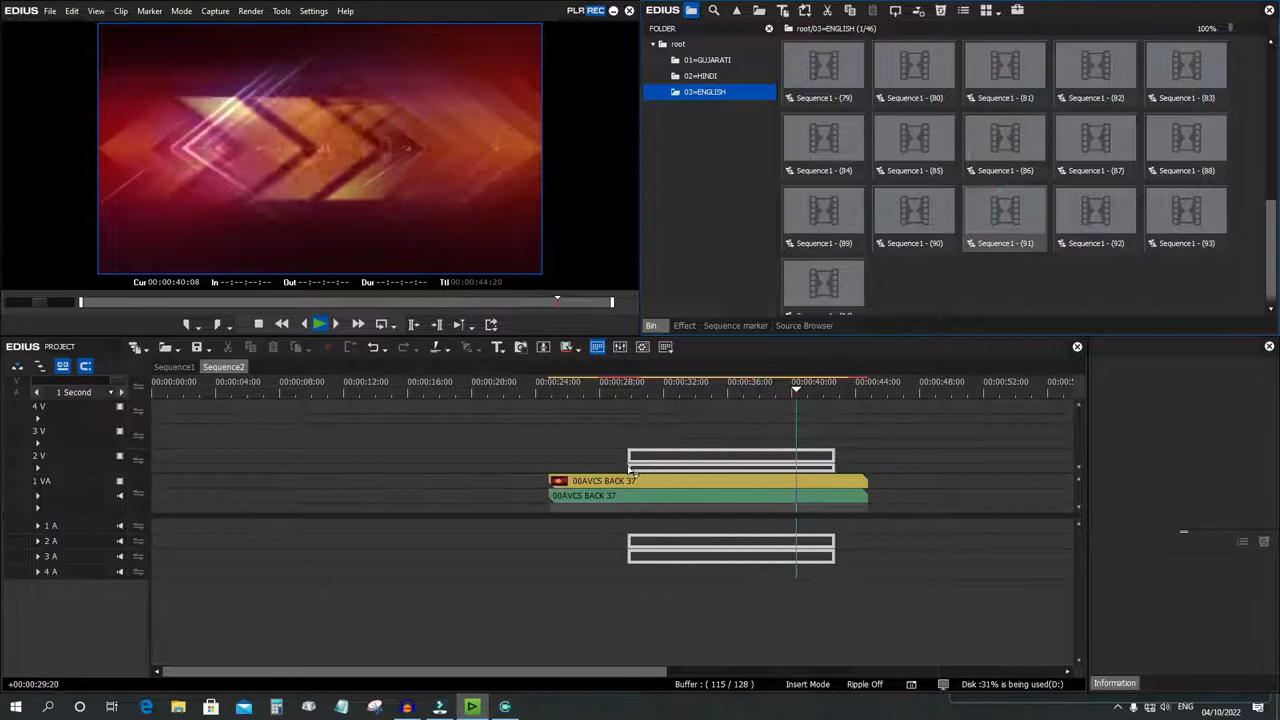 EDIUS File Edit View Clip Marker Mode Capture Render Tools Settings Help PLR REC
EDIUS
FOLDER
root/03=ENGLISH (1/46) 100%
root
01=GUJARATI
02=HINDI
03=ENGLISH
Sequence1 - (79) Sequence1 - (80) Sequence1 - (81) Sequence1 - (82) Sequence1 - (83)
Sequence1 - (84) Sequence1 - (85) Sequence1 - (86) Sequence1 - (87) Sequence1 - (88)
Sequence1 - (89) Sequence1 - (90) Sequence1 - (91) Sequence1 - (92) Sequence1 - (93)
Cur 00:00:40:08 In --:--:--:-- Out --:--:--:-- Dur --:--:--:-- Ttl 00:00:44:20
Bin Effect Sequence marker Source Browser
EDIUS PROJECT
Sequence1 Sequence2
V
A
1 Second
00:00:00:00 00:00:04:00 00:00:08:00 00:00:12:00 00:00:16:00 00:00:20:00 00:00:24:00 00:00:28:00 00:00:32:00 00:00:36:00 00:00:40:00 00:00:44:00 00:00:48:00 00:00:52:00
4 V
3 V
2 V
1 VA
00AVCS BACK 37
00AVCS BACK 37
1 A
2 A
3 A
4 A
+00:00:29:20 Buffer : (115 / 128) Insert Mode Ripple Off Disk :31% is being used(D:)
Information
ENG 04/10/2022